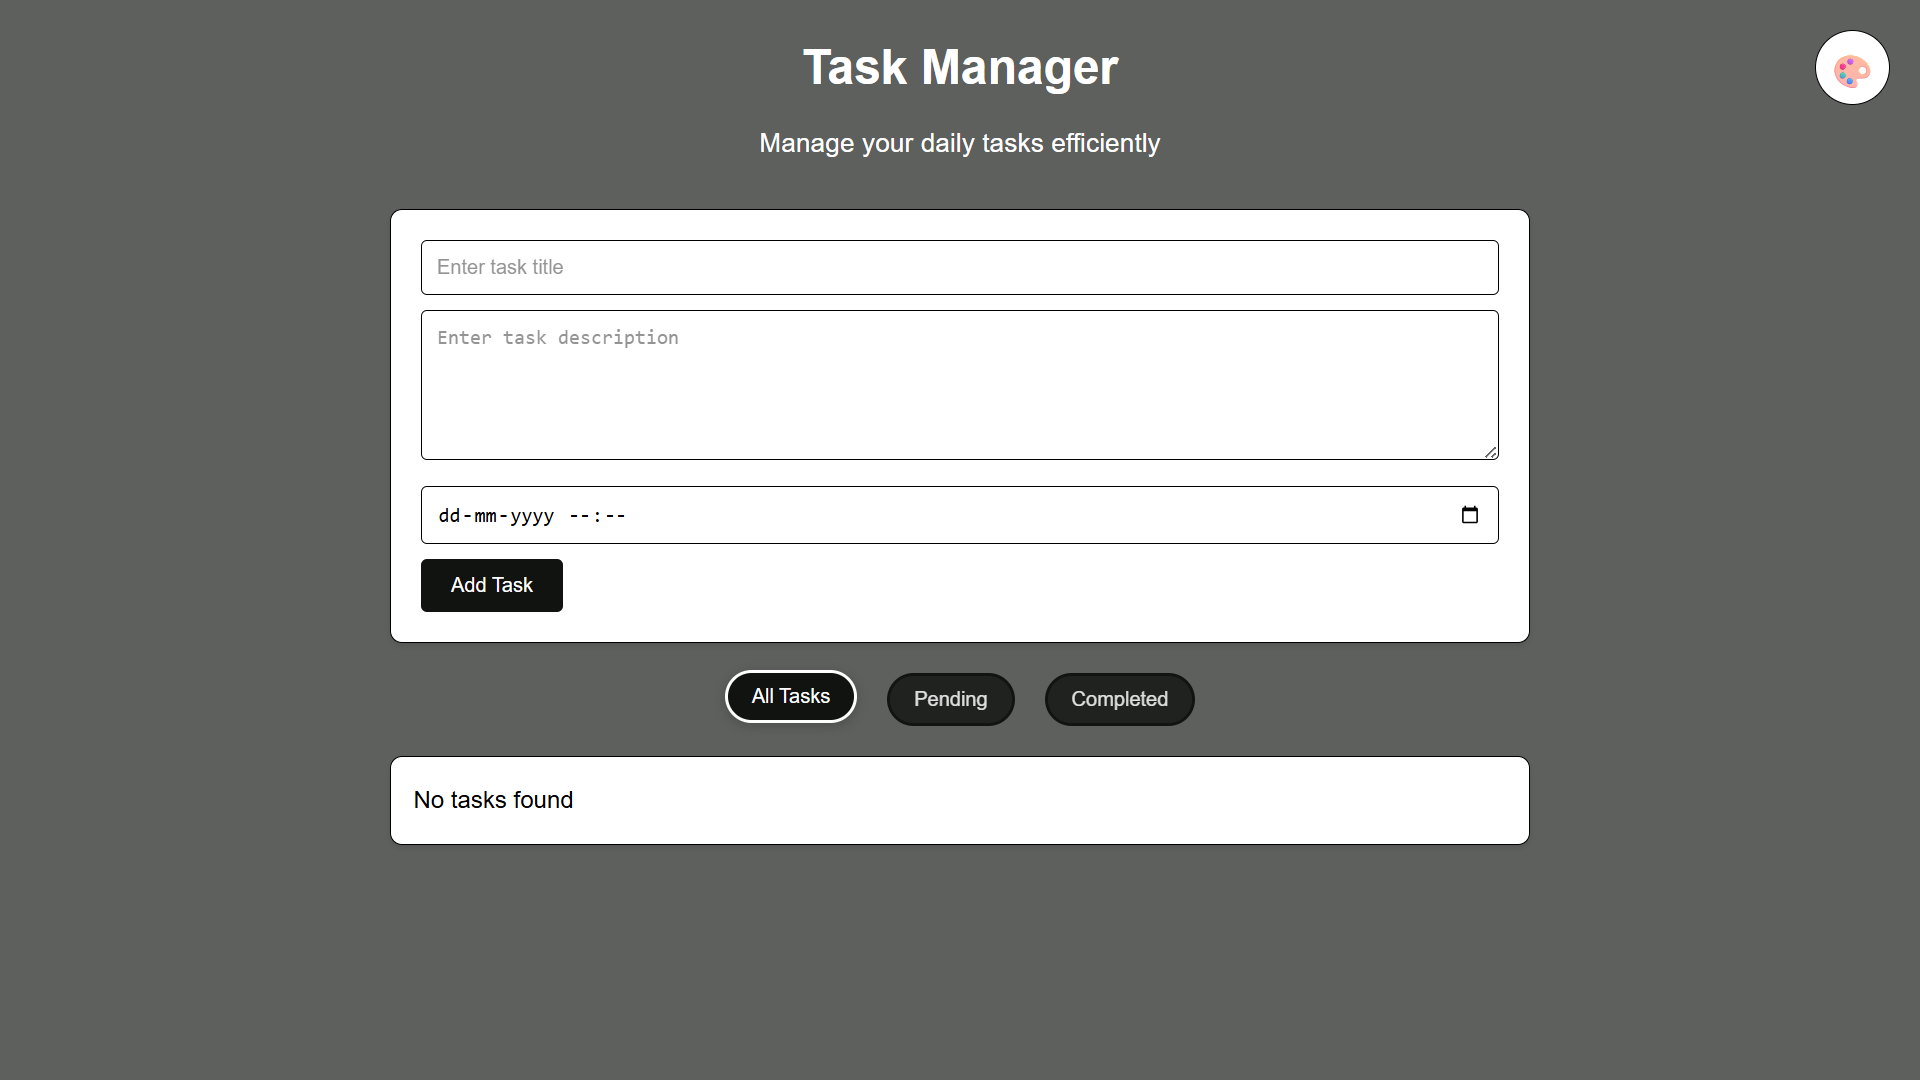 Task Manager
Manage your daily tasks efficiently
Enter task title
Enter task description
dd-mm-yyyy --:--
Add Task
All Tasks
Pending
Completed
No tasks found